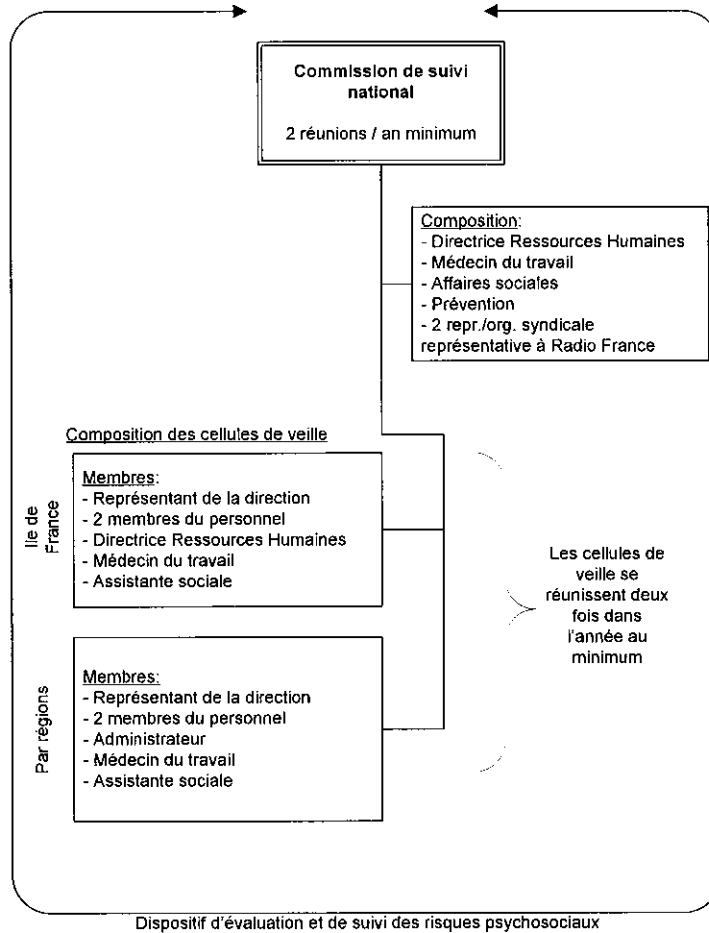 Commission de suivi
national
2 réunions / an minimum
Composition:
- Directrice Ressources Humaines
- Médecin du travail
- Affaires sociales
- Prévention
- 2 repr./org. syndicale
représentative à Radio France
Composition des cellules de veille
Ile de
France
Membres:
- Représentant de la direction
- 2 membres du personnel
- Directrice Ressources Humaines
- Médecin du travail
- Assistante sociale
Les cellules de
veille se
réunissent deux
fois dans
l'année au
minimum
Par régions
Membres:
- Représentant de la direction
- 2 membres du personnel
- Administrateur
- Médecin du travail
- Assistante sociale
Dispositif d'évaluation et de suivi des risques psychosociaux